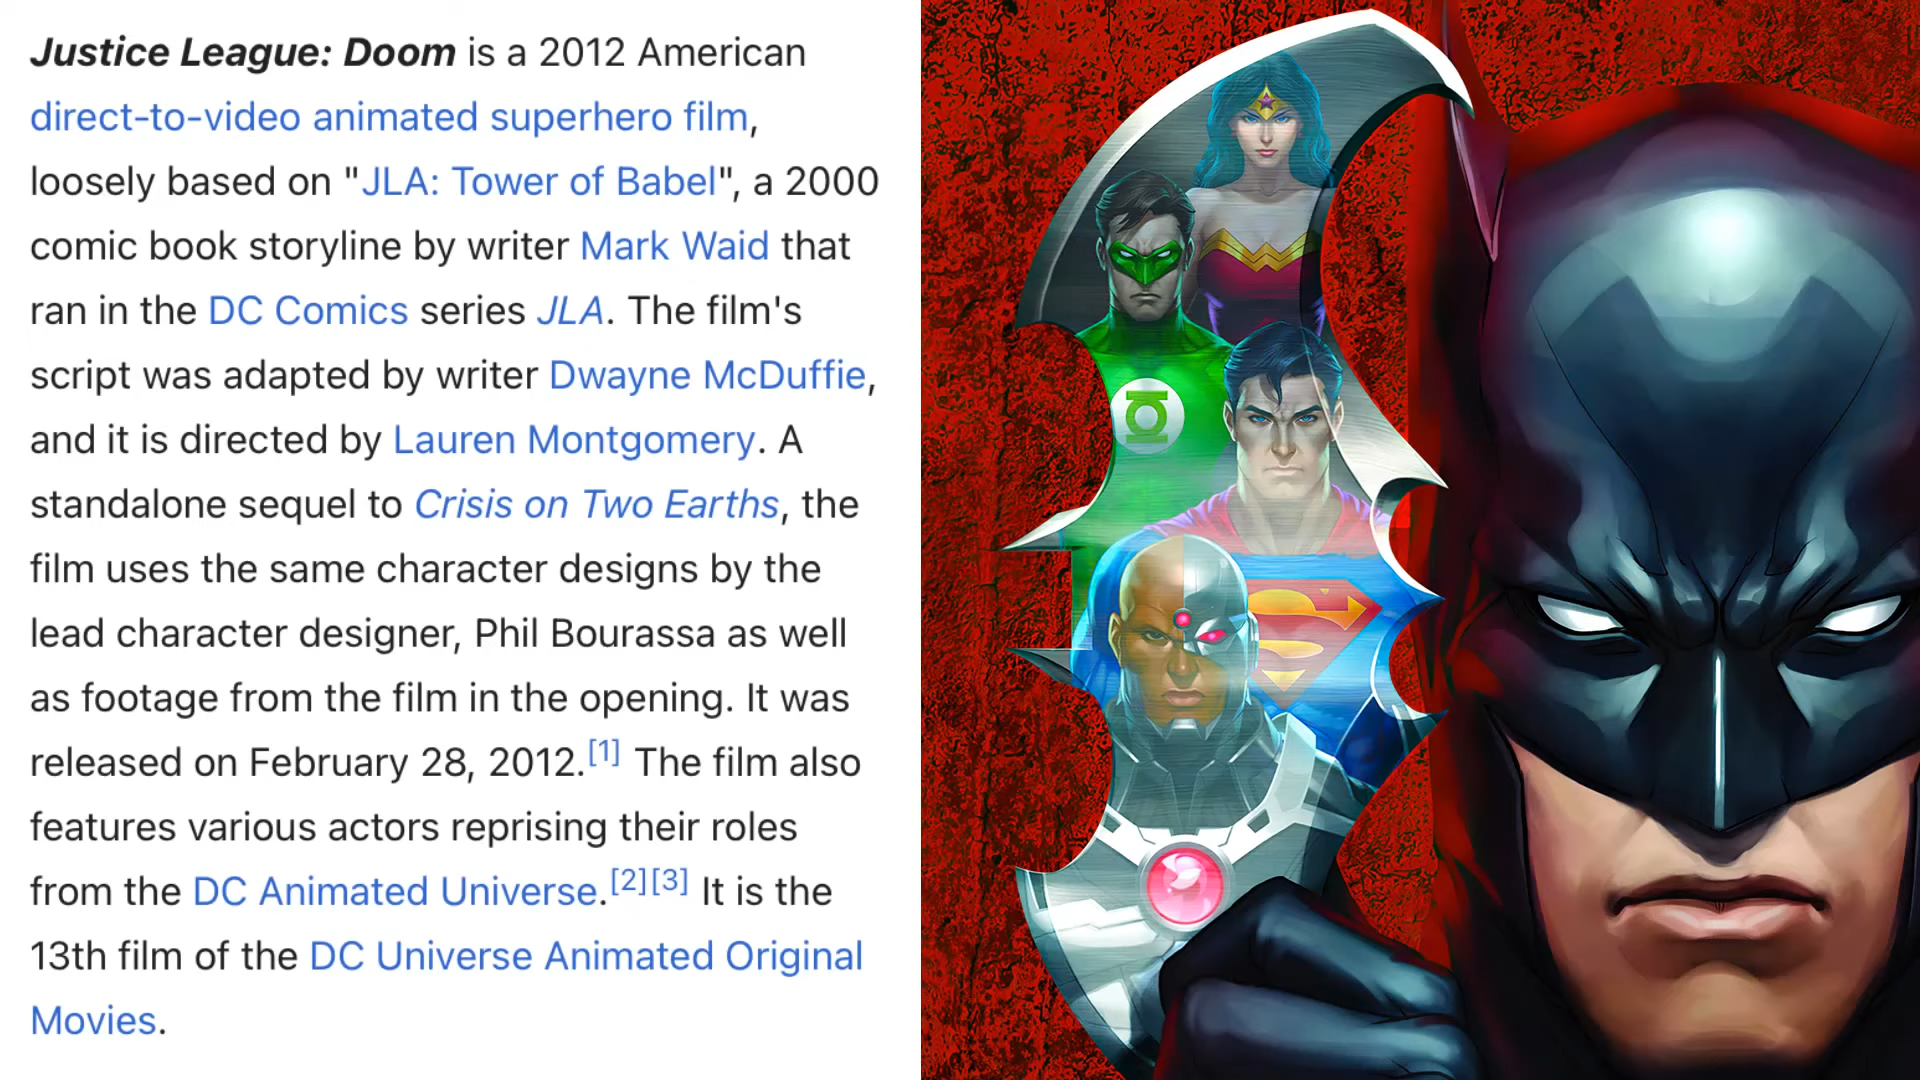 Justice League: Doom is a 2012 American
direct-to-video animated superhero film,
loosely based on "JLA: Tower of Babel", a 2000
comic book storyline by writer Mark Waid that
ran in the DC Comics series JLA. The film's
script was adapted by writer Dwayne McDuffie,
and it is directed by Lauren Montgomery. A
standalone sequel to Crisis on Two Earths, the
film uses the same character designs by the
lead character designer, Phil Bourassa as well
as footage from the film in the opening. It was
released on February 28, 2012.[1] The film also
features various actors reprising their roles
from the DC Animated Universe.[2][3] It is the
13th film of the DC Universe Animated Original
Movies.